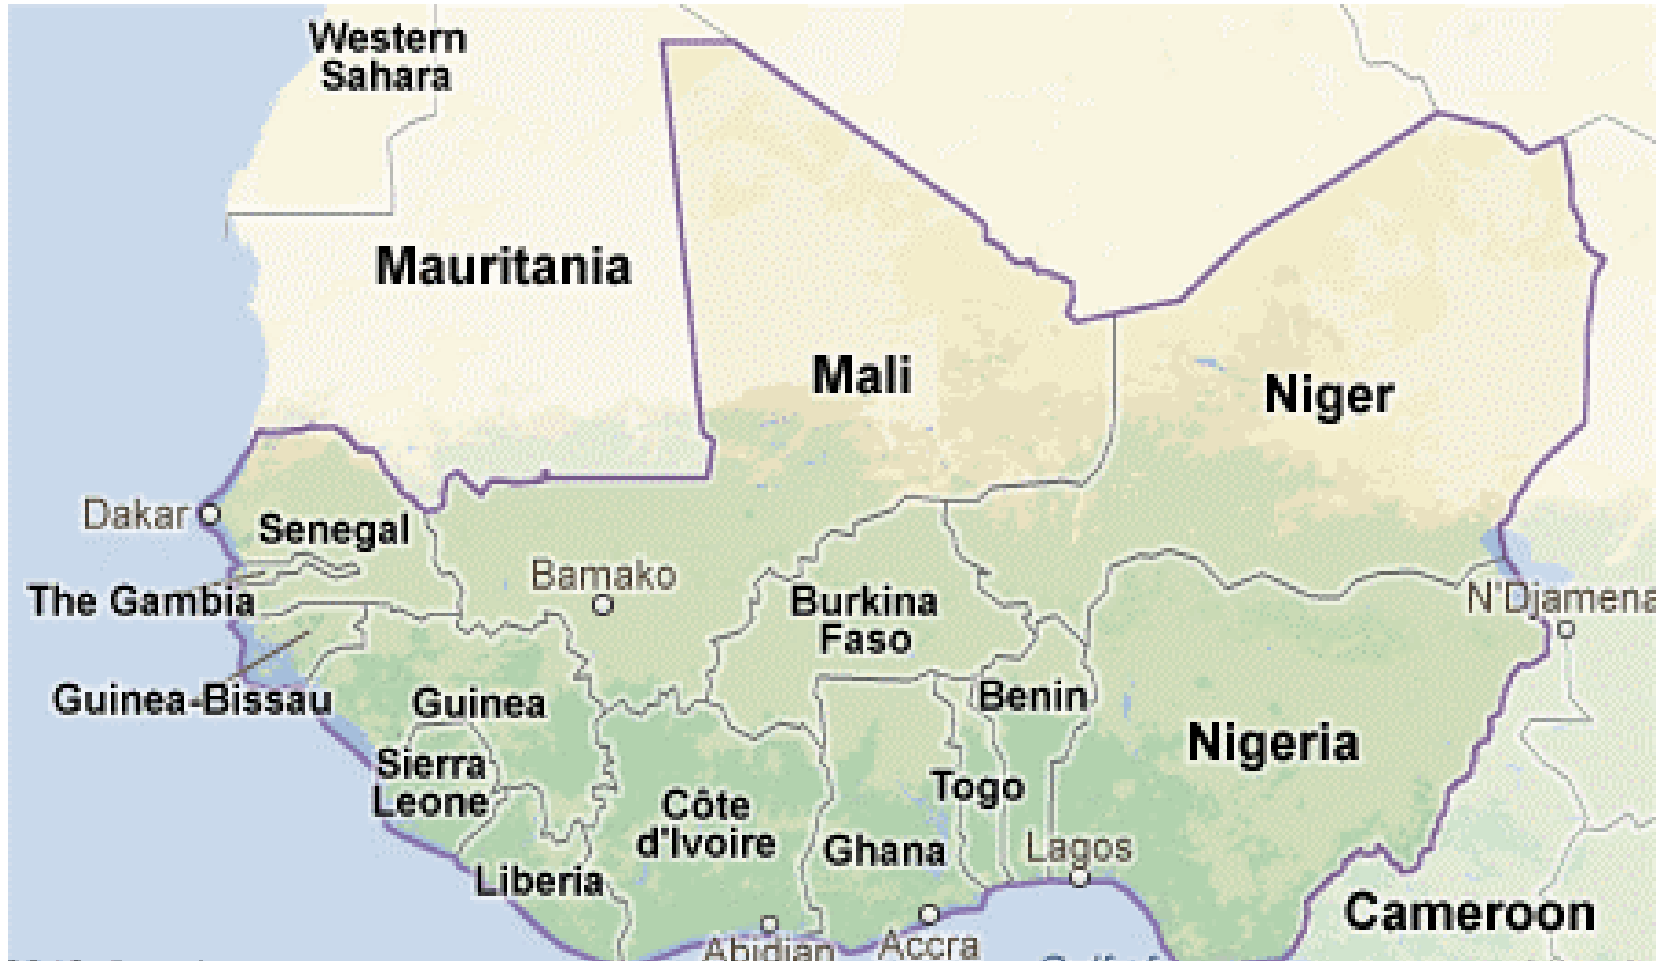 Western
Sahara
Mauritania
Mali
Niger
Dakar
Senegal
Bamako
The Gambia
Burkina
Faso
N'Djamena
Guinea-Bissau
Guinea
Benin
Nigeria
Sierra
Leone
Togo
Côte
d'Ivoire
Ghana
Lagos
Liberia
Cameroon
Abidjan
Accra